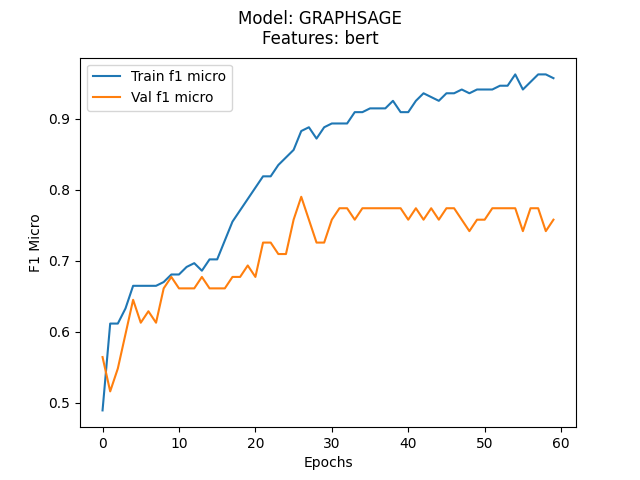 Model: GRAPHSAGE
Features: bert
Train f1 micro
Val f1 micro
F1 Micro
0.9
0.8
0.7
0.6
0.5
0 10 20 30 40 50 60
Epochs